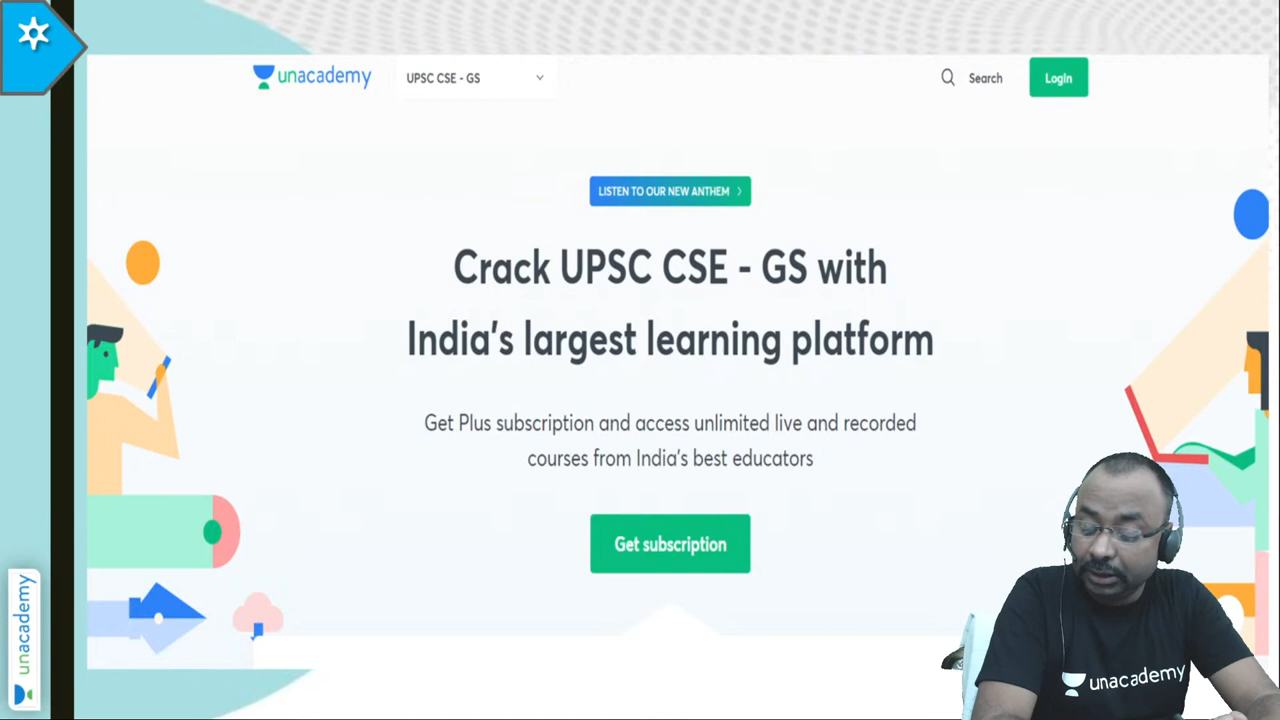 unacademy
UPSC CSE - GS
Search
Login
LISTEN TO OUR NEW ANTHEM
Crack UPSC CSE - GS with
India's largest learning platform
Get Plus subscription and access unlimited live and recorded
courses from India's best educators
Get subscription
unacademy
unacademy